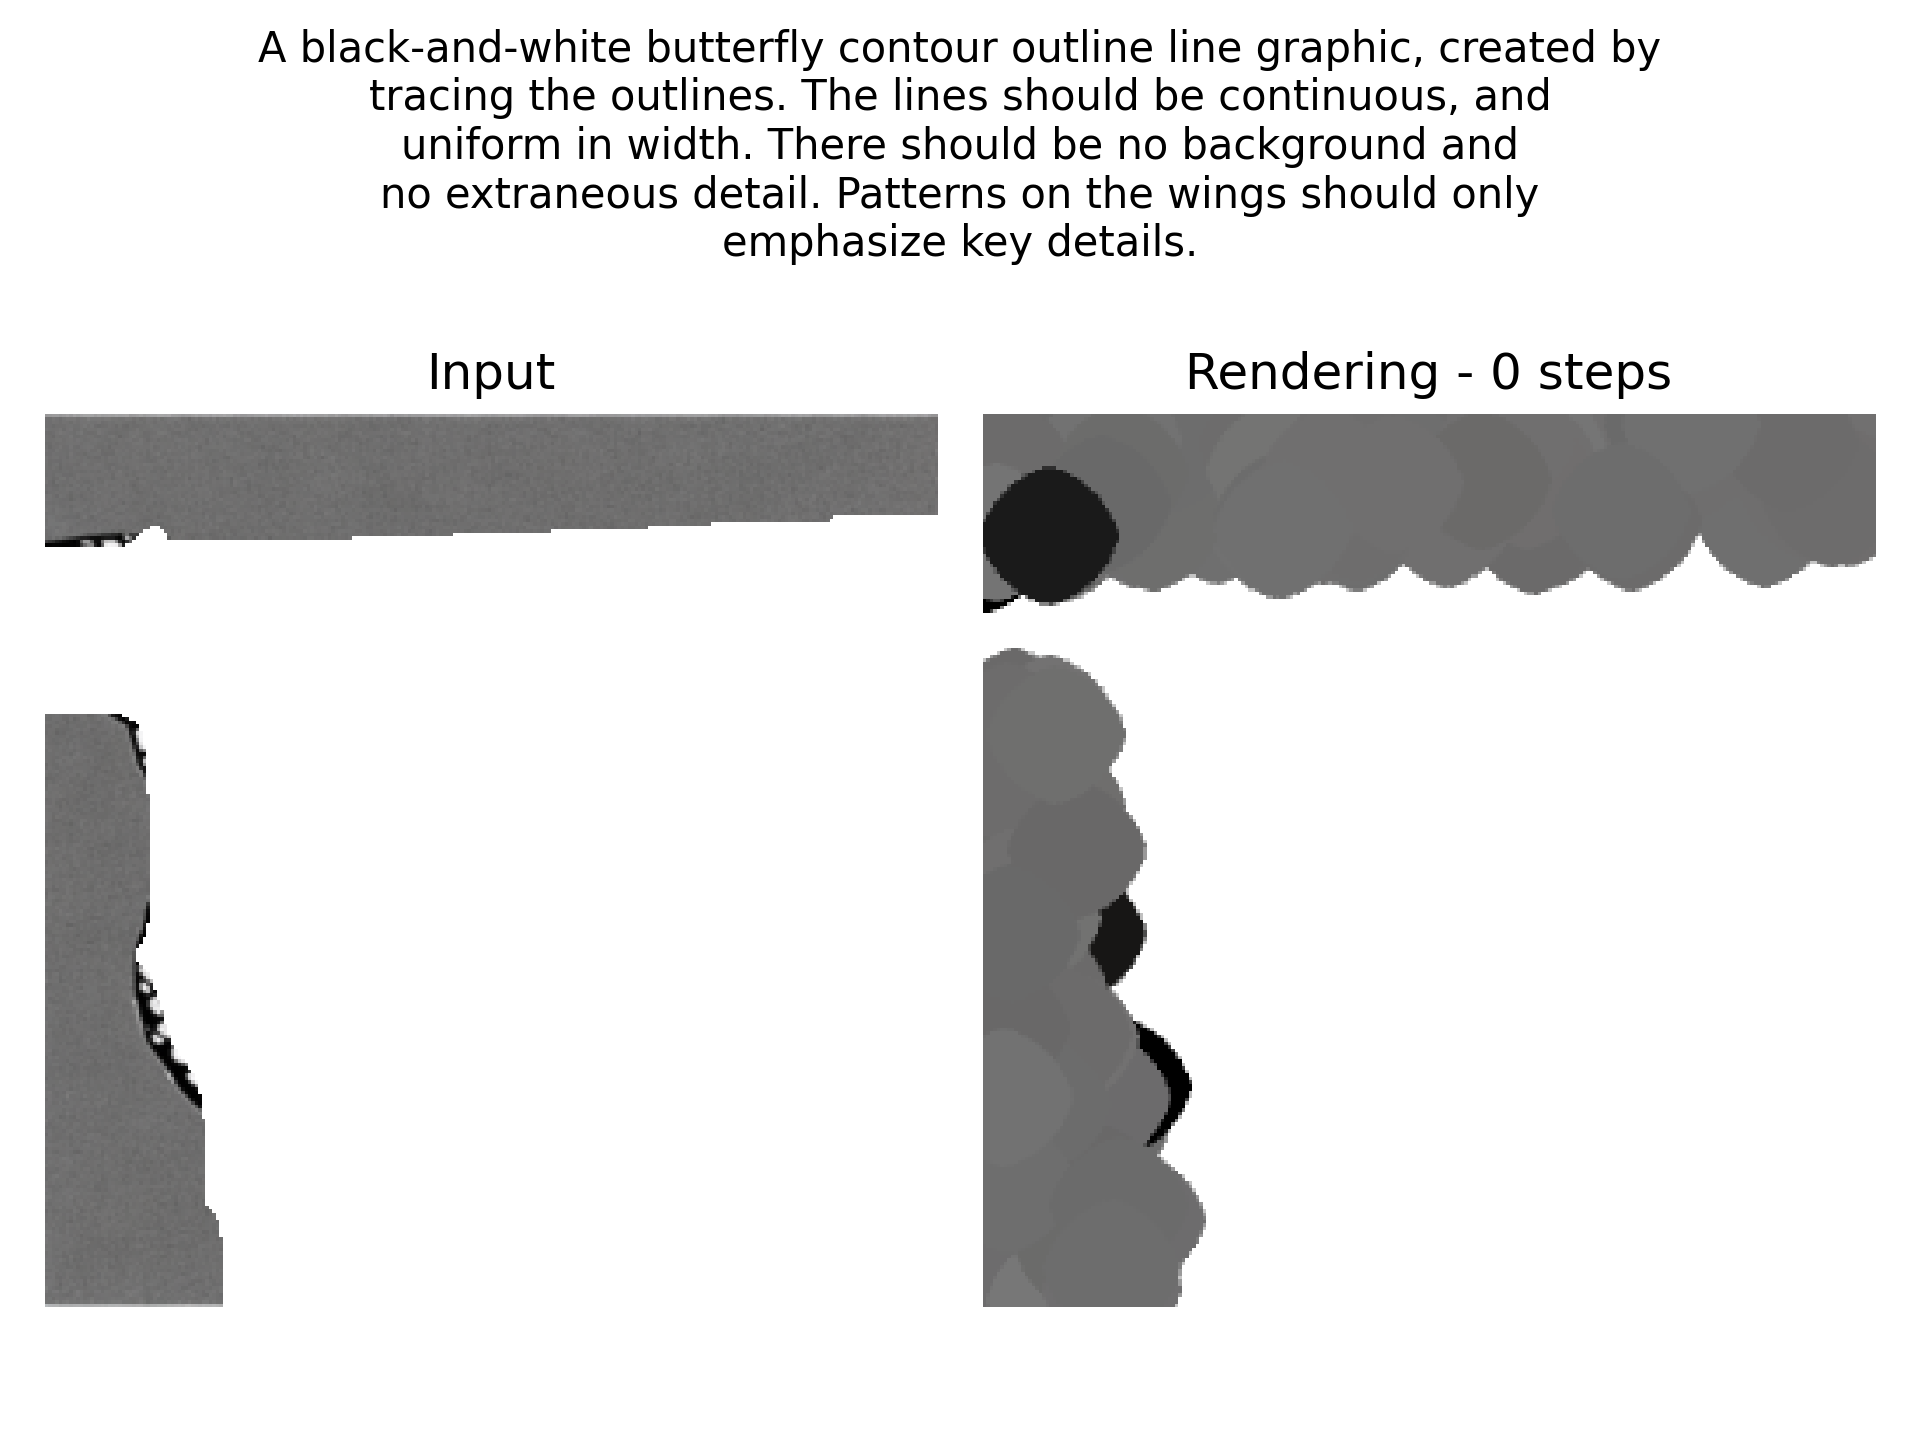 A black-and-white butterfly contour outline line graphic, created by
tracing the outlines. The lines should be continuous, and
uniform in width. There should be no background and
no extraneous detail. Patterns on the wings should only
emphasize key details.
Input
Rendering - 0 steps